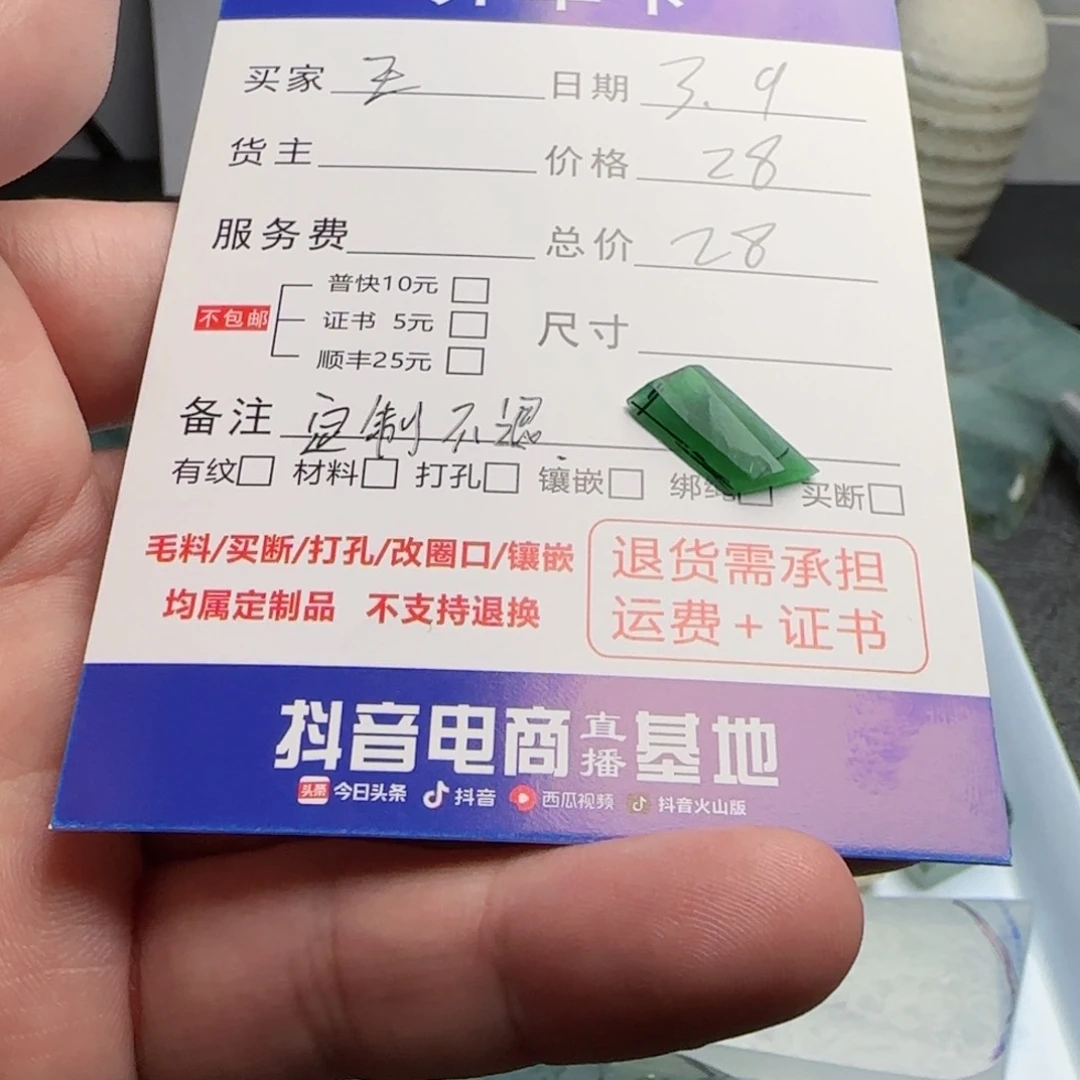 买家 王 日期 3.9
货主 价格 28
服务费 总价 28
普快10元
不包邮 证书 5元
顺丰25元
尺寸
备注 定制不退
有纹 材料 打孔 镶嵌 绑绳 买断
毛料/买断/打孔/改圈口/镶嵌
均属定制品 不支持退换
退货需承担
运费+证书
抖音电商直播基地
头条 今日头条 抖音 西瓜视频 抖音火山版